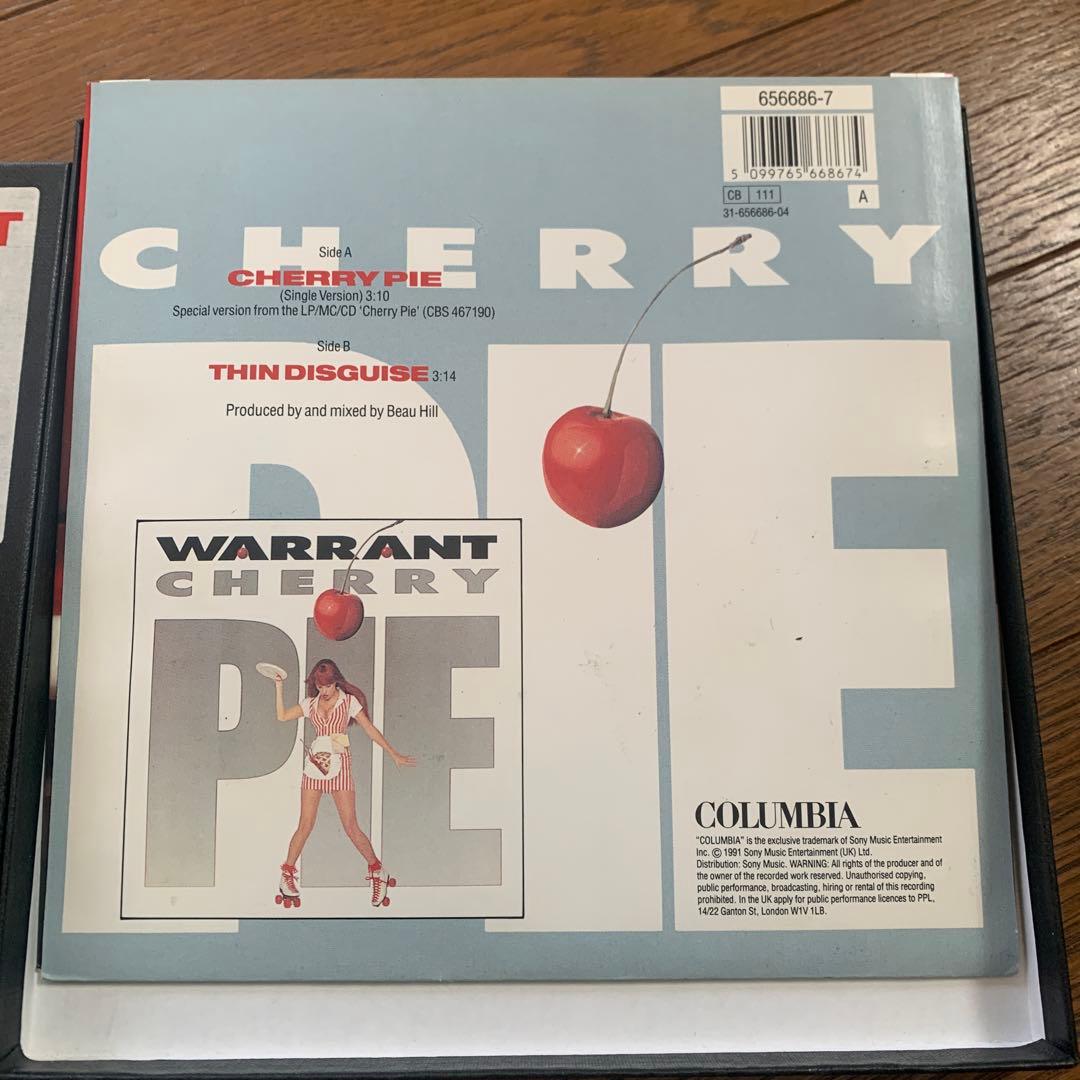 656686-7
5 099765 668674
CB 111
A
31-656686-04
CHERRY
Side A
CHERRY PIE
(Single Version) 3:10
Special version from the LP/MC/CD 'Cherry Pie' (CBS 467190)
Side B
THIN DISGUISE 3:14
Produced by and mixed by Beau Hill
PIE
WARRANT
CHERRY
PIE
COLUMBIA
"COLUMBIA" is the exclusive trademark of Sony Music Entertainment
Inc. © 1991 Sony Music Entertainment (UK) Ltd.
Distribution: Sony Music. WARNING: All rights of the producer and of
the owner of the recorded work reserved. Unauthorised copying,
public performance, broadcasting, hiring or rental of this recording
prohibited. In the UK apply for public performance licences to PPL,
14/22 Ganton St, London W1V 1LB.
T